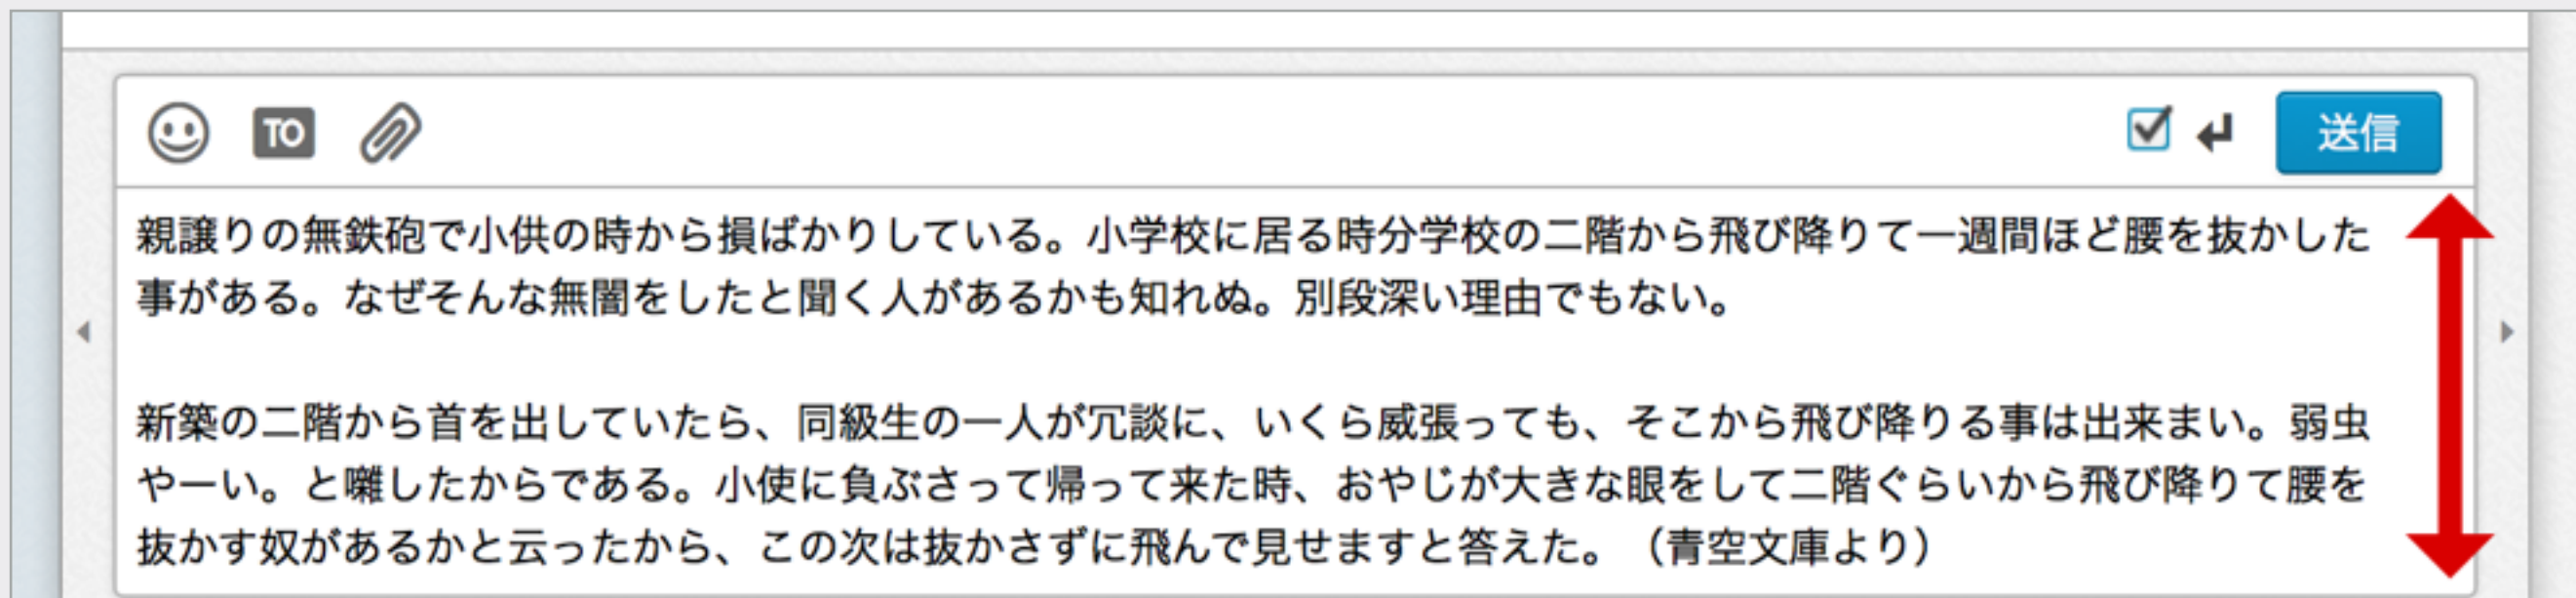 TO
送信
親譲りの無鉄砲で小供の時から損ばかりしている。小学校に居る時分学校の二階から飛び降りて一週間ほど腰を抜かした
事がある。なぜそんな無闇をしたと聞く人があるかも知れぬ。別段深い理由でもない。
新築の二階から首を出していたら、同級生の一人が冗談に、いくら威張っても、そこから飛び降りる事は出来まい。弱虫
やーい。と囃したからである。小使に負ぶさって帰って来た時、おやじが大きな眼をして二階ぐらいから飛び降りて腰を
抜かす奴があるかと云ったから、この次は抜かさずに飛んで見せますと答えた。（青空文庫より）